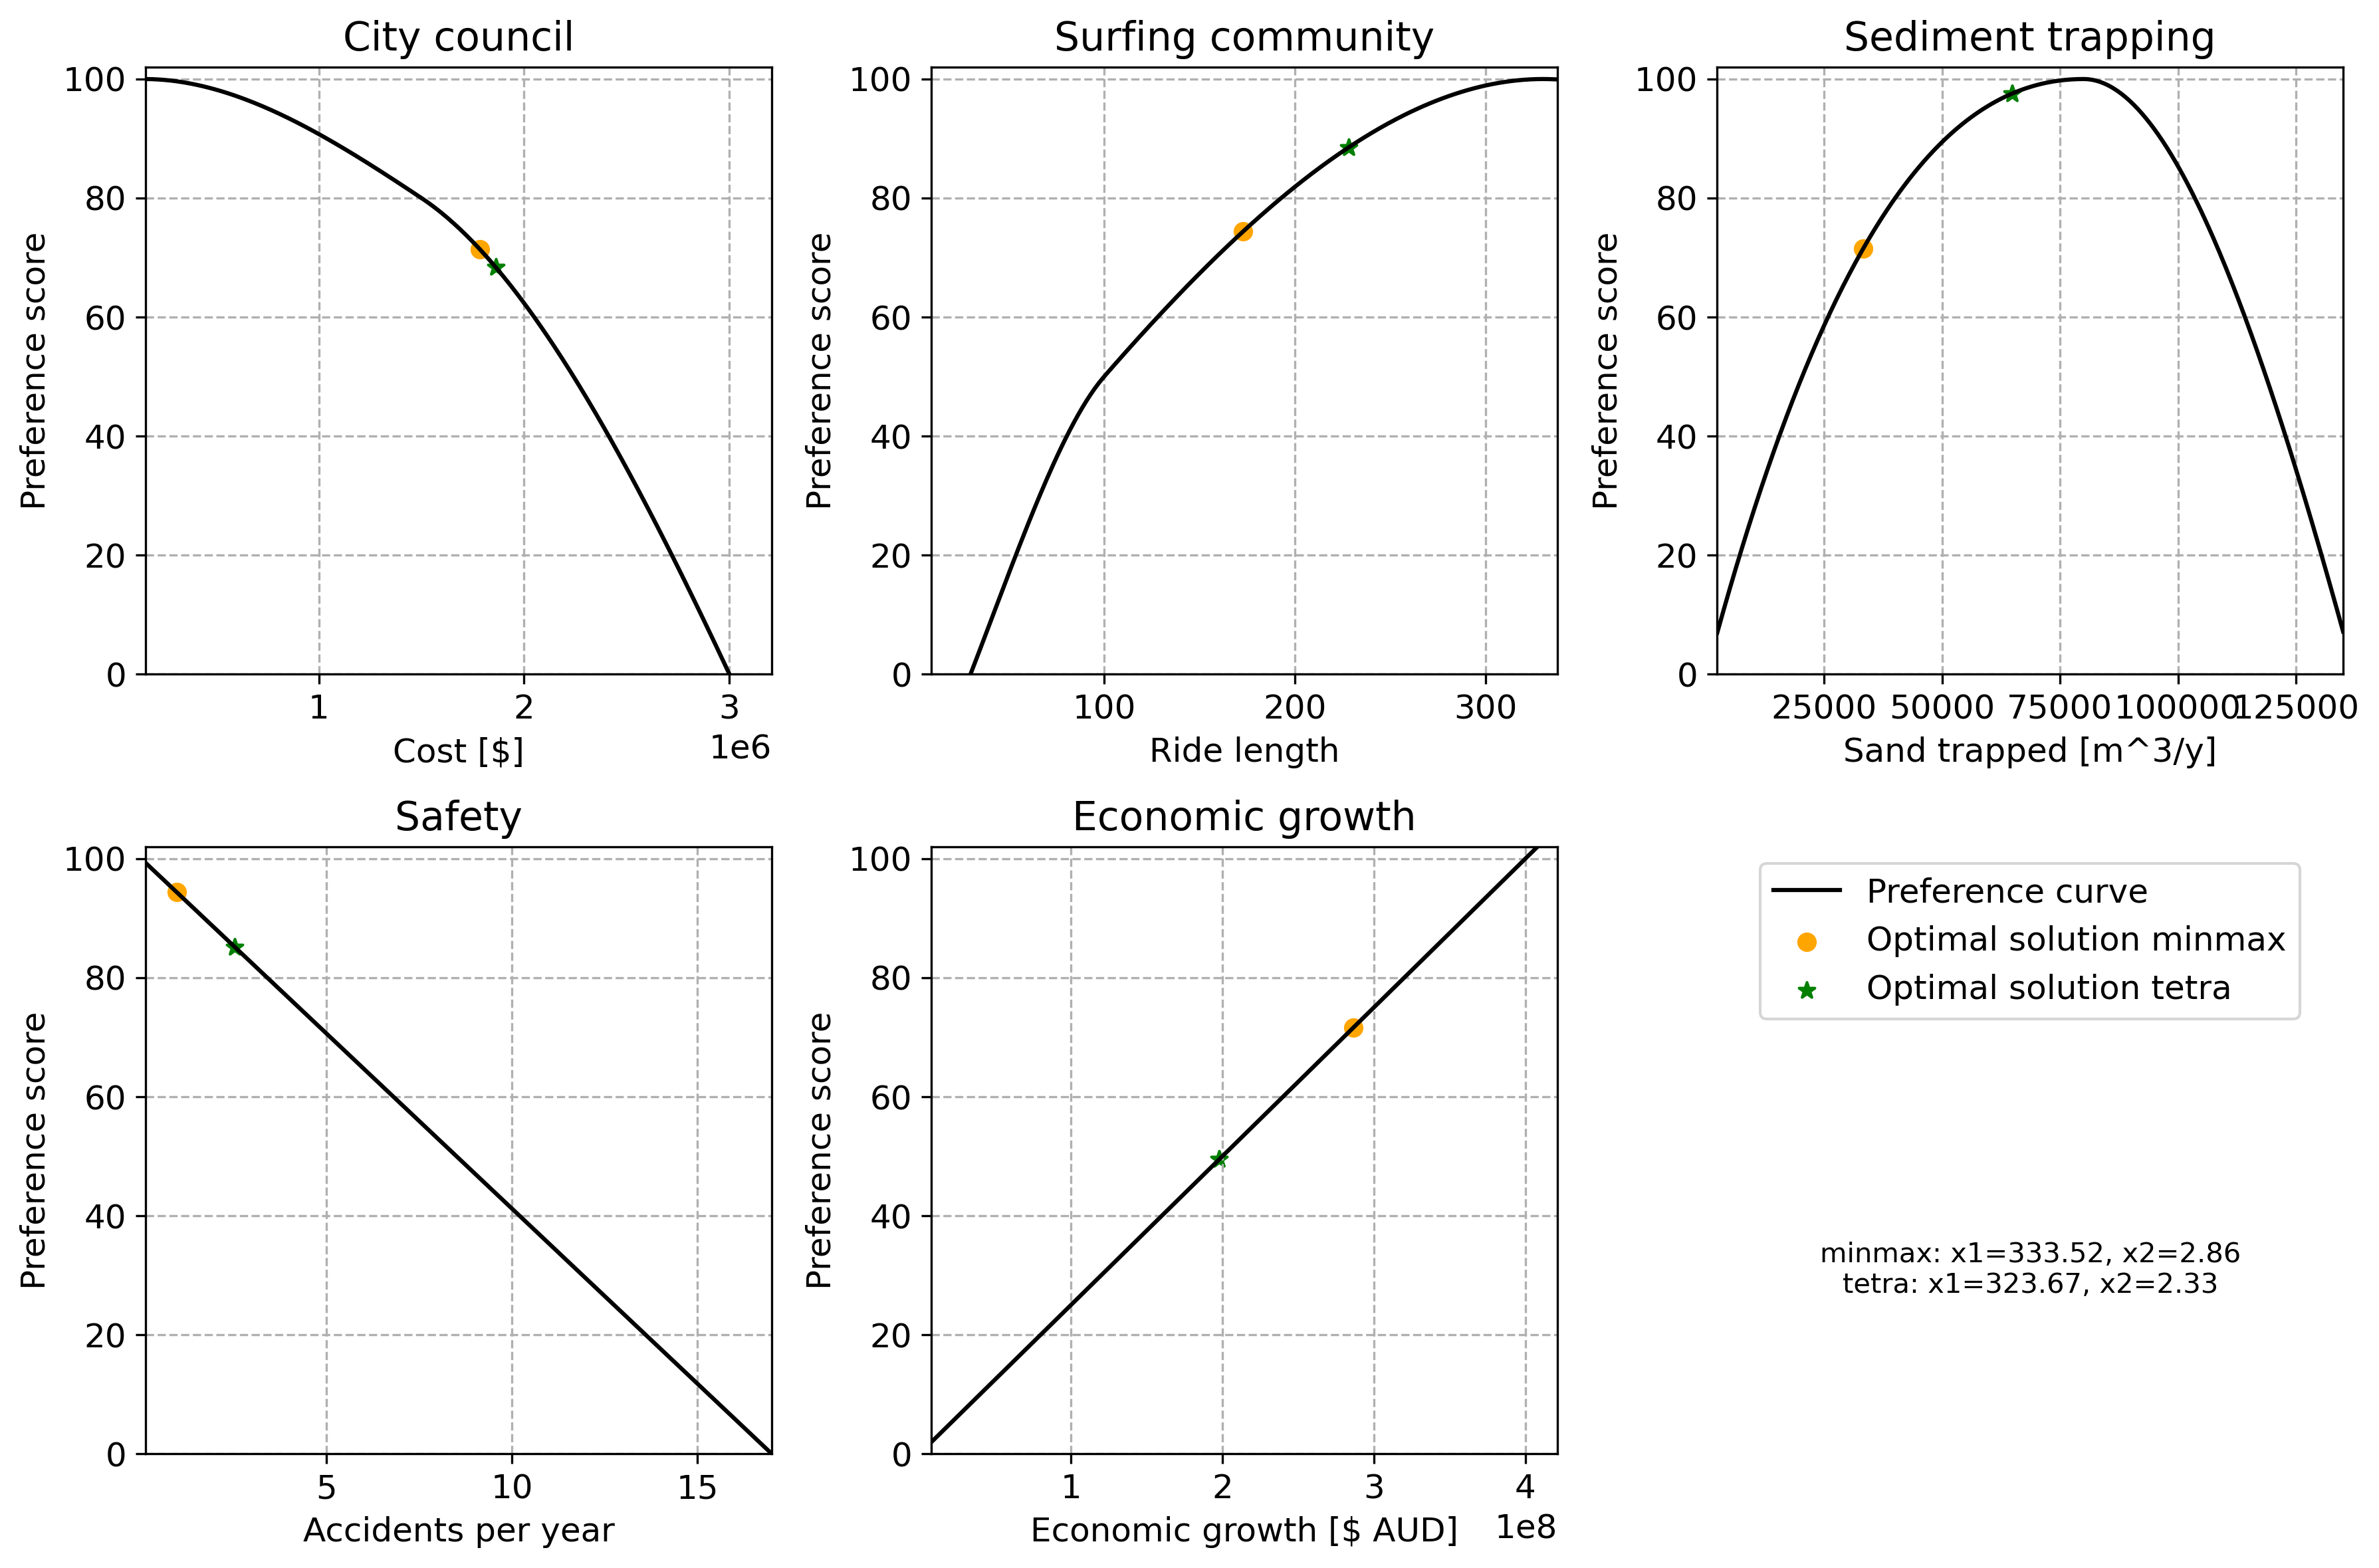 City council
100
80
60
40
20
0
Preference score
1 2 3
1e6
Cost [$]
Surfing community
100
80
60
40
20
0
Preference score
100 200 300
Ride length
Sediment trapping
100
80
60
40
20
0
Preference score
25000 50000 75000 100000 125000
Sand trapped [m^3/y]
Safety
100
80
60
40
20
0
Preference score
5 10 15
Accidents per year
Economic growth
100
80
60
40
20
0
Preference score
1 2 3 4
1e8
Economic growth [$ AUD]
Preference curve
Optimal solution minmax
Optimal solution tetra
minmax: x1=333.52, x2=2.86
tetra: x1=323.67, x2=2.33